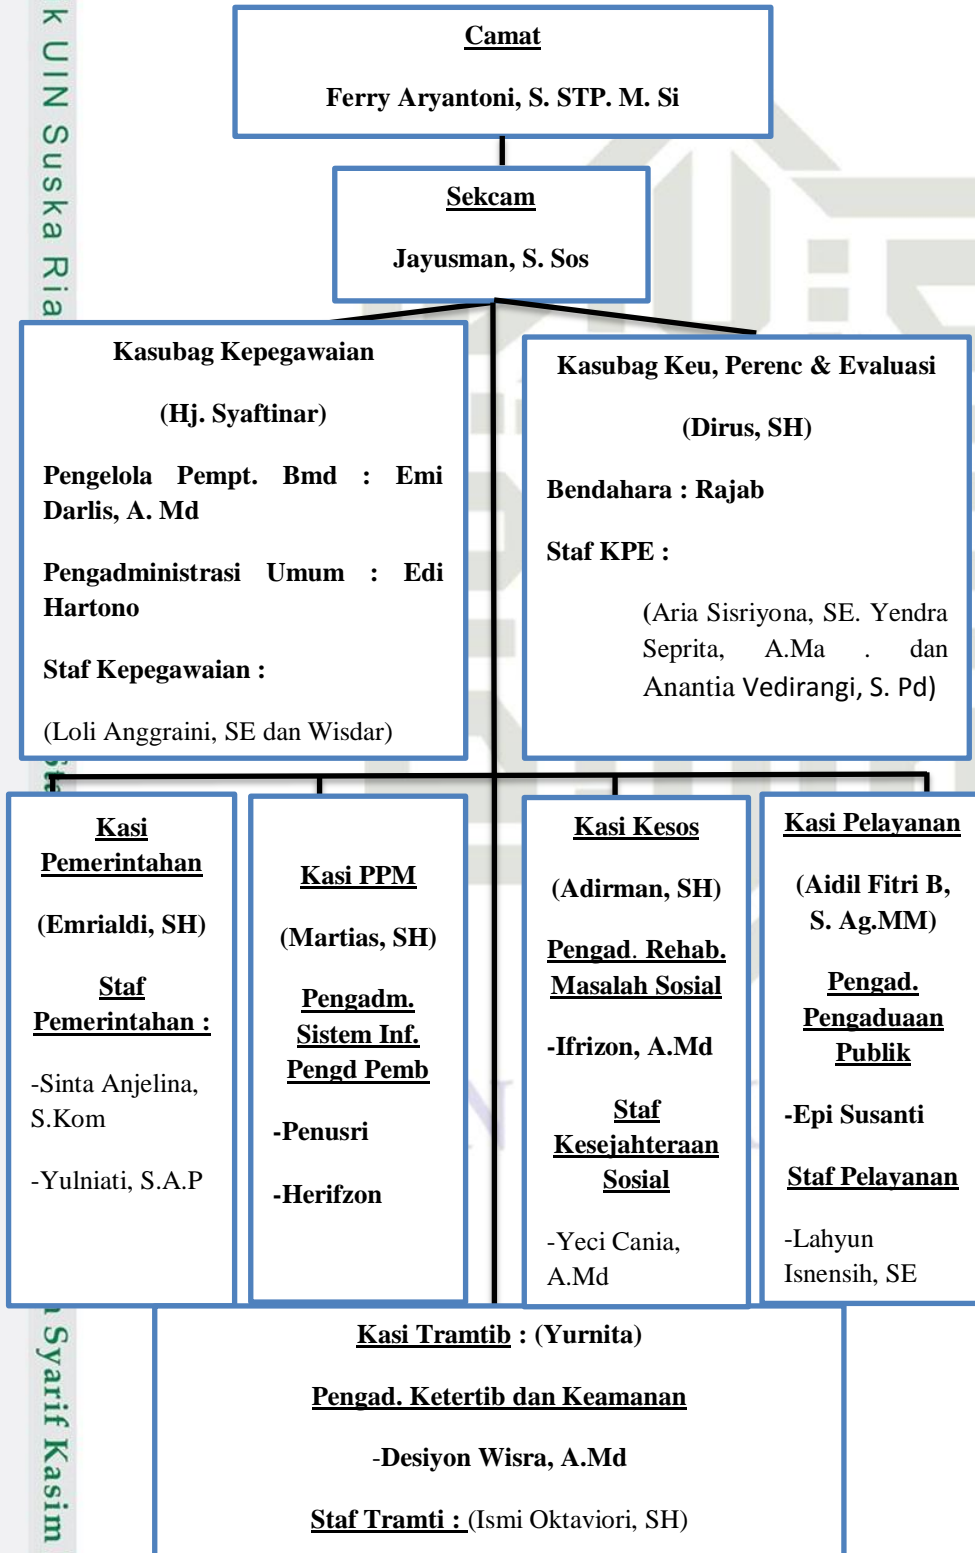 k UIN Suska Ria
Camat
Ferry Aryantoni, S. STP. M. Si
Sekcam
Jayusman, S. Sos
Kasubag Kepegawaian
(Hj. Syaftinar)
Pengelola Pempt. Bmd : Emi
Darlis, A. Md
Pengadministrasi Umum : Edi
Hartono
Staf Kepegawaian :
(Loli Anggraini, SE dan Wisdar)
Kasubag Keu, Perenc & Evaluasi
(Dirus, SH)
Bendahara : Rajab
Staf KPE :
(Aria Sisriyona, SE. Yendra
Seprita, A.Ma . dan
Anantia Vedirangi, S. Pd)
Kasi
Pemerintahan
(Emrialdi, SH)
Staf
Pemerintahan :
-Sinta Anjelina,
S.Kom
-Yulniati, S.A.P
Kasi PPM
(Martias, SH)
Pengadm.
Sistem Inf.
Pengd Pemb
-Penusri
-Herifzon
Kasi Kesos
(Adirman, SH)
Pengad. Rehab.
Masalah Sosial
-Ifrizon, A.Md
Staf
Kesejahteraan
Sosial
-Yeci Cania,
A.Md
Kasi Pelayanan
(Aidil Fitri B,
S. Ag.MM)
Pengad.
Pengaduaan
Publik
-Epi Susanti
Staf Pelayanan
-Lahyun
Isnensih, SE
Kasi Tramtib : (Yurnita)
Pengad. Ketertib dan Keamanan
-Desiyon Wisra, A.Md
Staf Tramti : (Ismi Oktaviori, SH)
Syarif Kasim